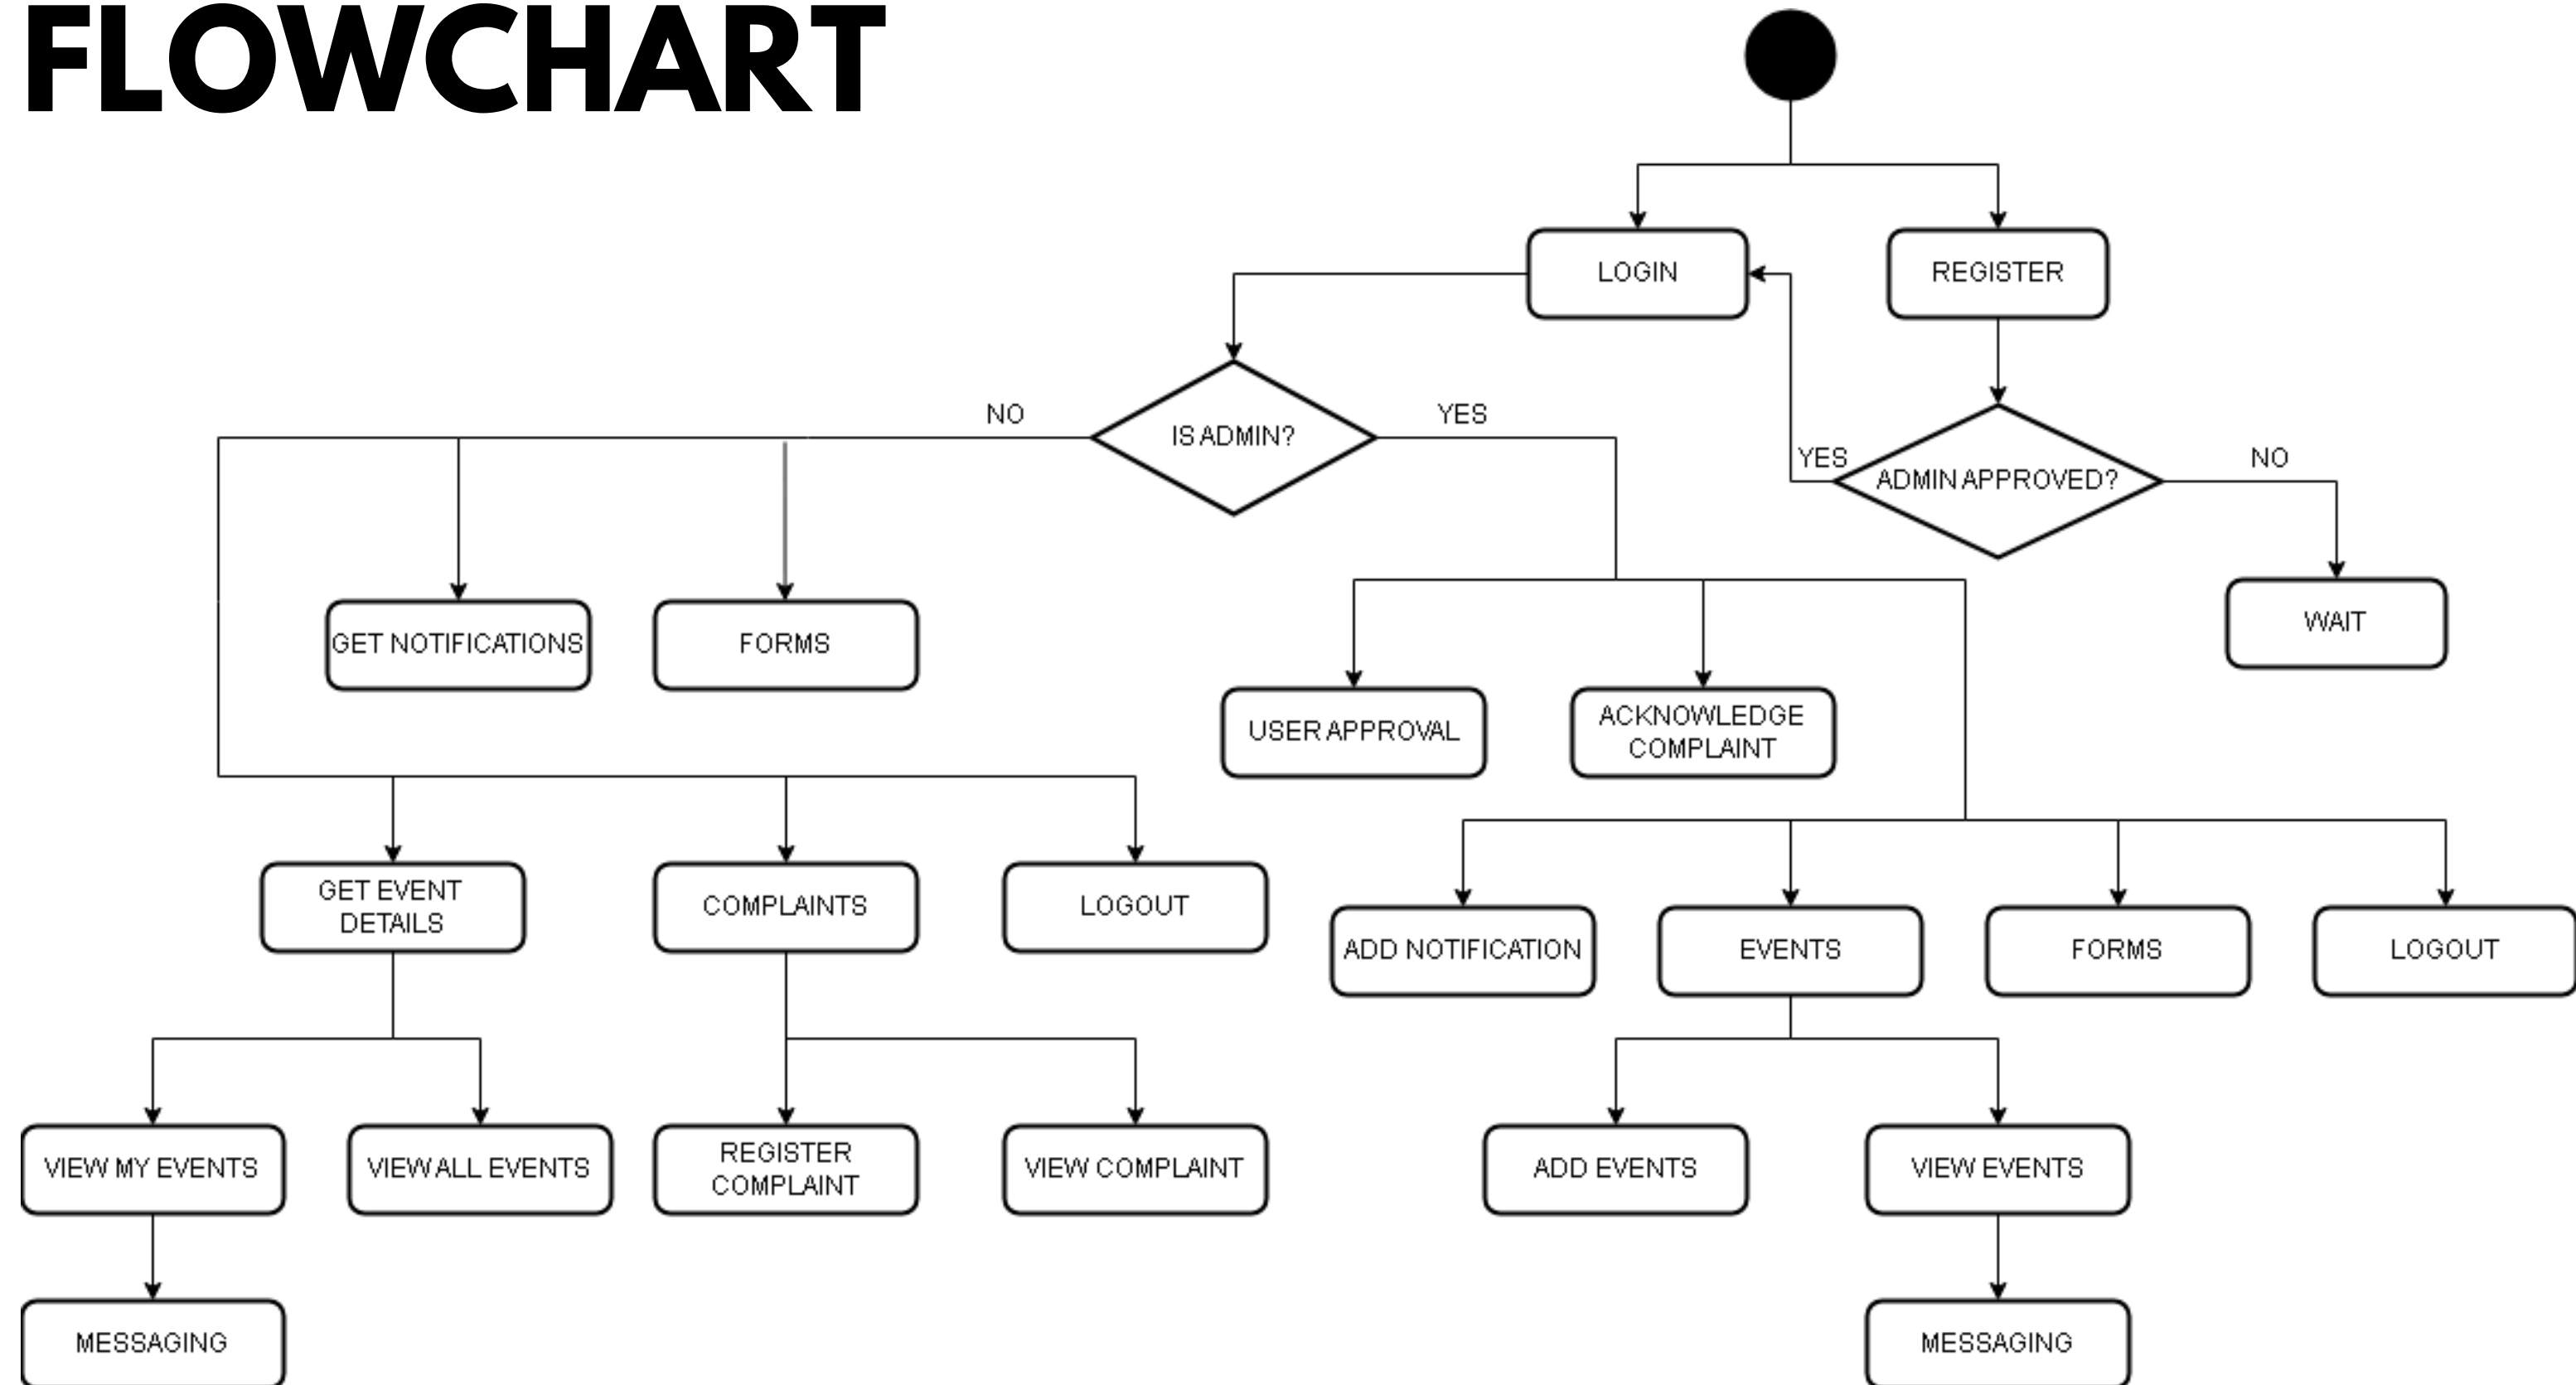 FLOWCHART
LOGIN
REGISTER
NO
IS ADMIN?
YES
YES
ADMIN APPROVED?
NO
GET NOTIFICATIONS
FORMS
WAIT
USER APPROVAL
ACKNOWLEDGE
COMPLAINT
GET EVENT
DETAILS
COMPLAINTS
LOGOUT
ADD NOTIFICATION
EVENTS
FORMS
LOGOUT
VIEW MY EVENTS
VIEW ALL EVENTS
REGISTER
COMPLAINT
VIEW COMPLAINT
ADD EVENTS
VIEW EVENTS
MESSAGING
MESSAGING